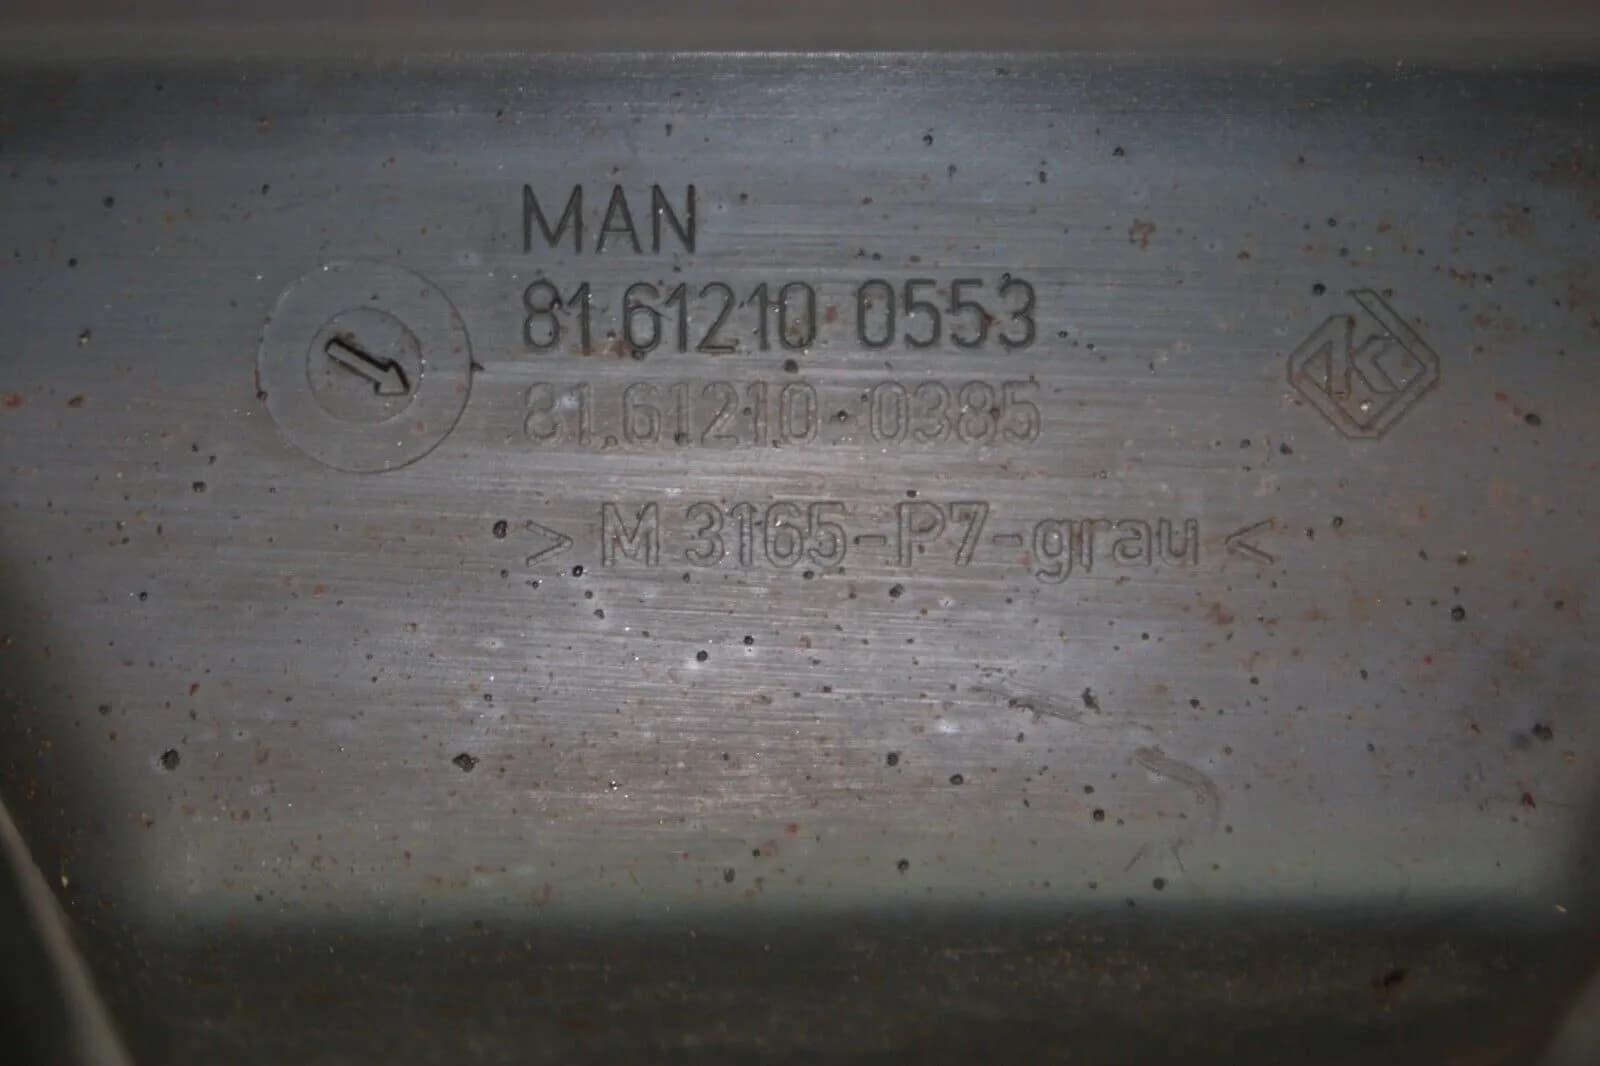 MAN
81.61210 0553
81.61210-0385
> M 3165-P7-grau <